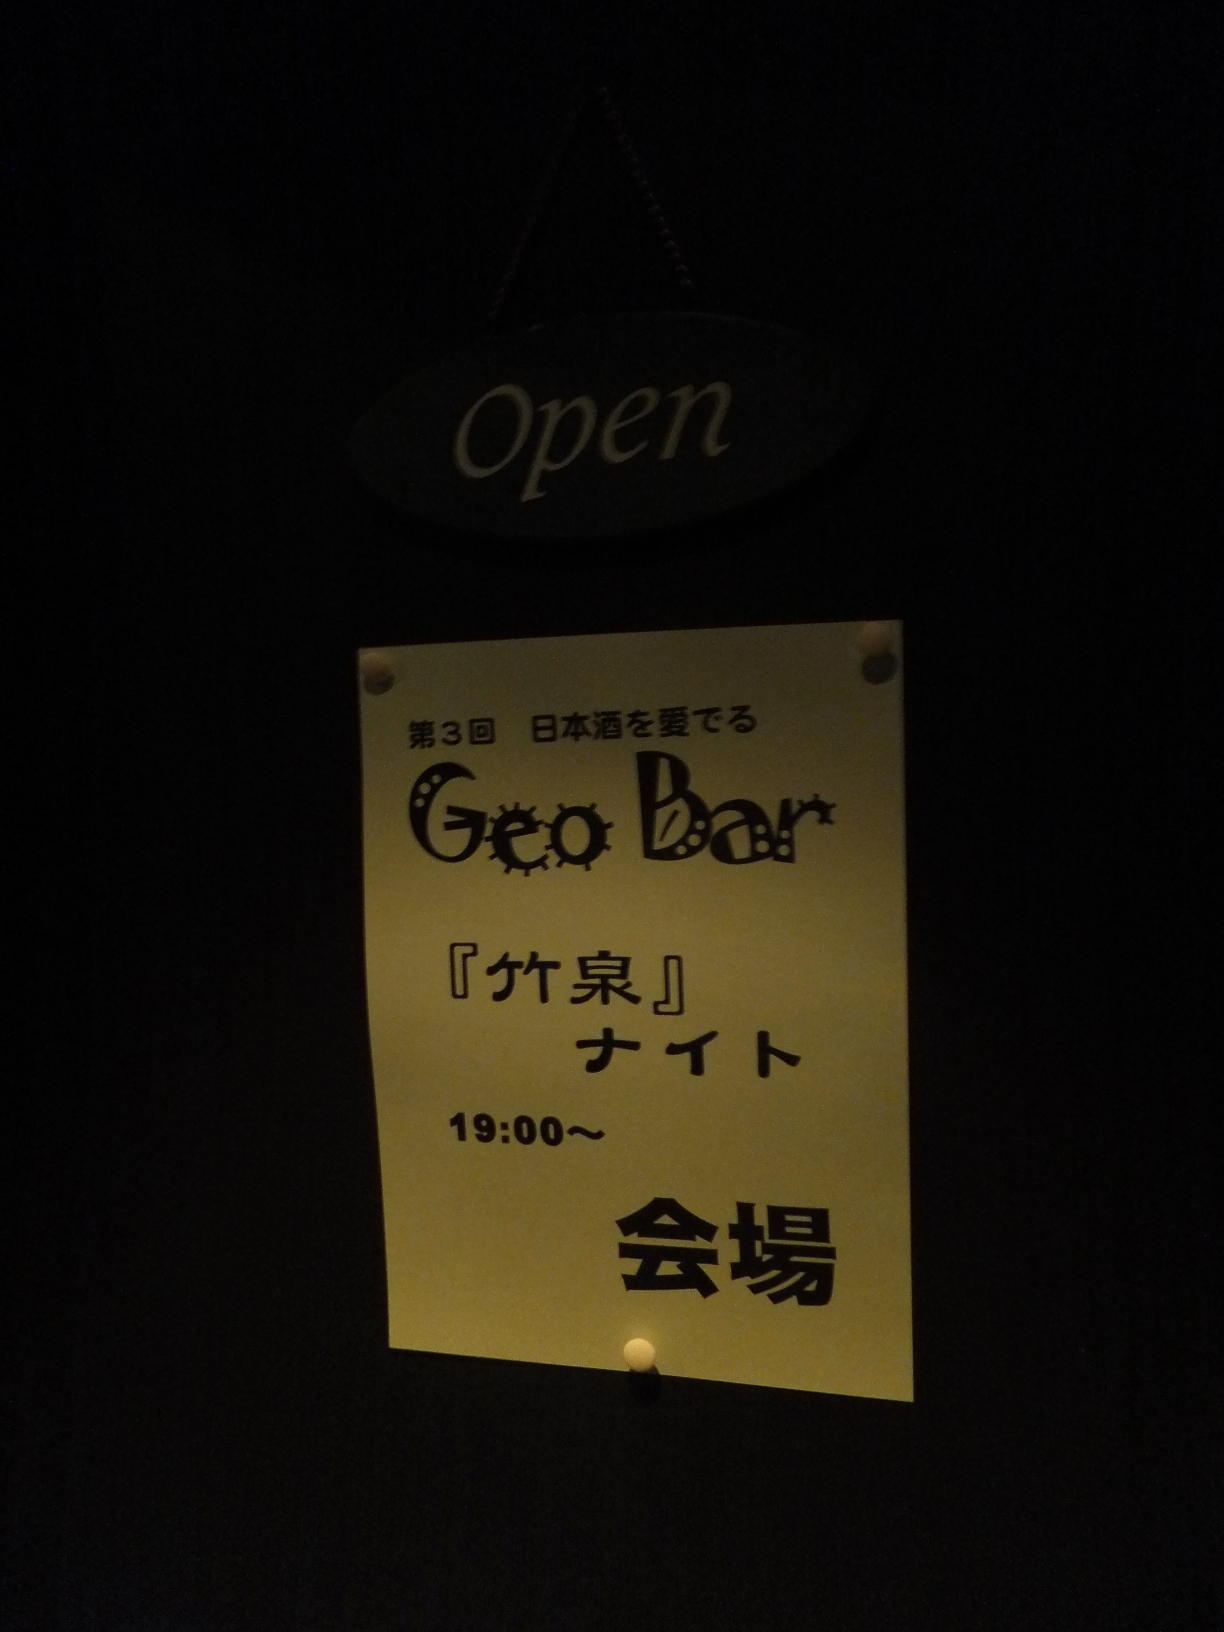 Open
第3回　日本酒を愛でる
Geo Bar
『竹泉』
ナイト
19:00～
会場